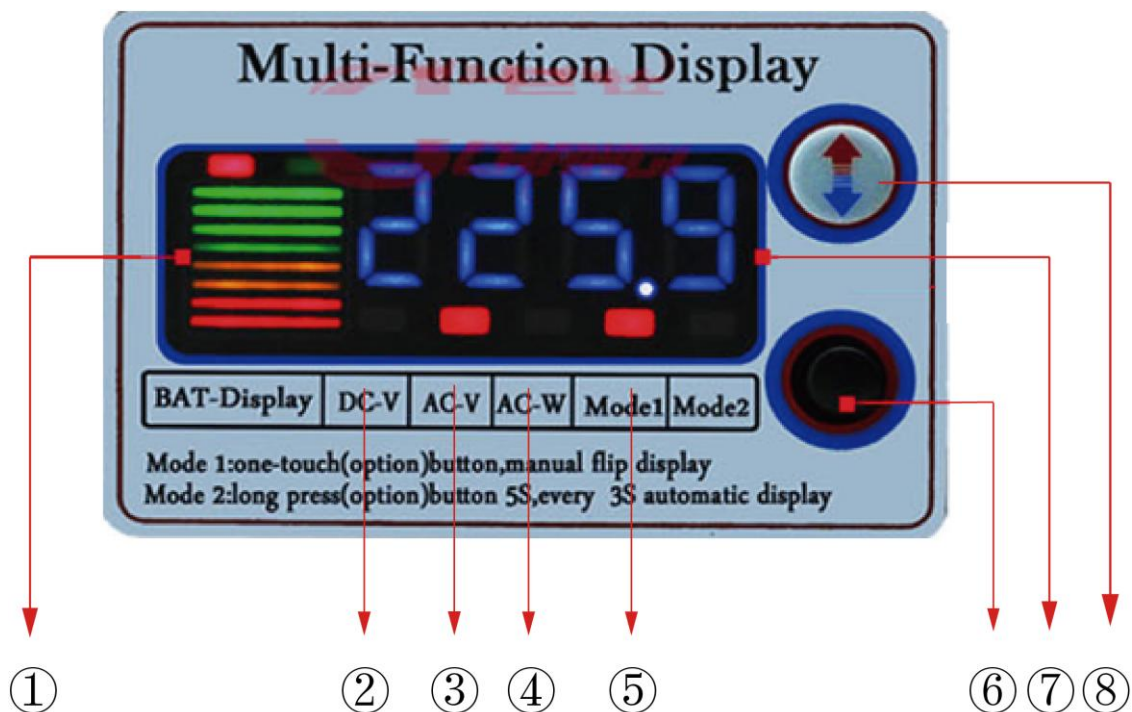 Multi-Function Display
225.9
BAT-Display DC-V AC-V AC-W Mode1 Mode2
Mode 1:one-touch(option)button,manual flip display
Mode 2:long press(option)button 5S,every 3S automatic display
① ② ③ ④ ⑤ ⑥ ⑦ ⑧